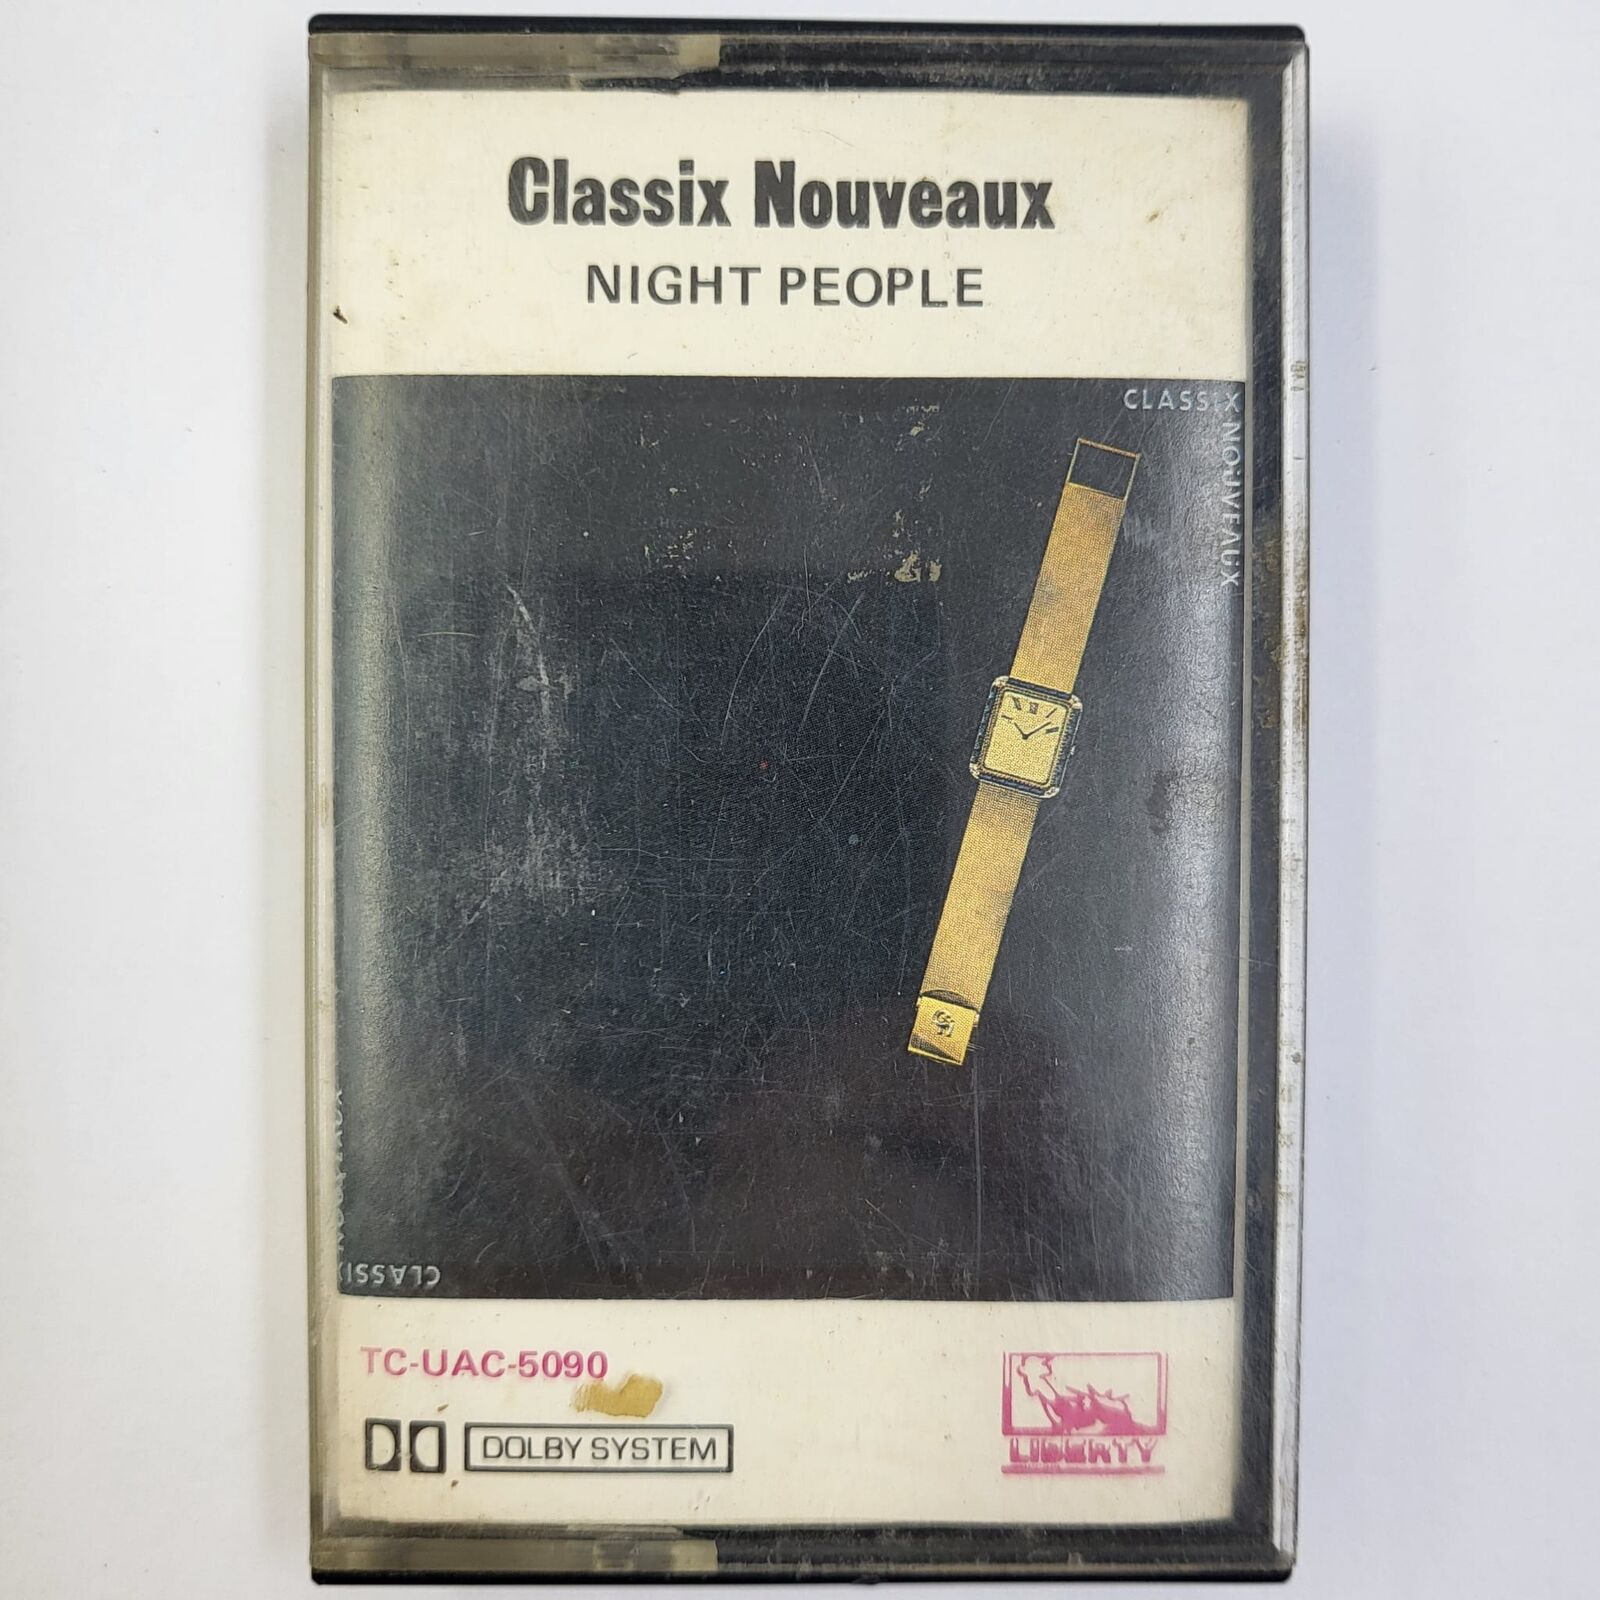 Classix Nouveaux
NIGHT PEOPLE
CLASSIX
NOUVEAUX
CLASSI
TC-UAC-5090
DOLBY SYSTEM
LIBERTY